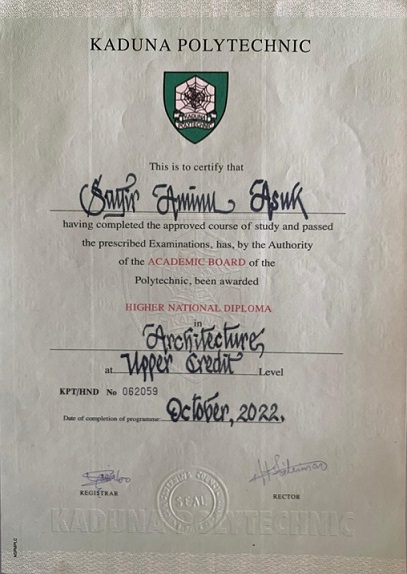 KADUNA POLYTECHNIC
KADUNA
POLYTECHNIC
This is to certify that
Sagir Aminu Asuk
having completed the approved course of study and passed
the prescribed Examinations, has, by the Authority
of the ACADEMIC BOARD of the
Polytechnic, been awarded
HIGHER NATIONAL DIPLOMA
in
Architecture,
at Upper Credit Level
KPT/HND No 062059
Date of completion of programme: October, 2022.
REGISTRAR
SEAL
RECTOR
KADUNA POLYTECHNIC